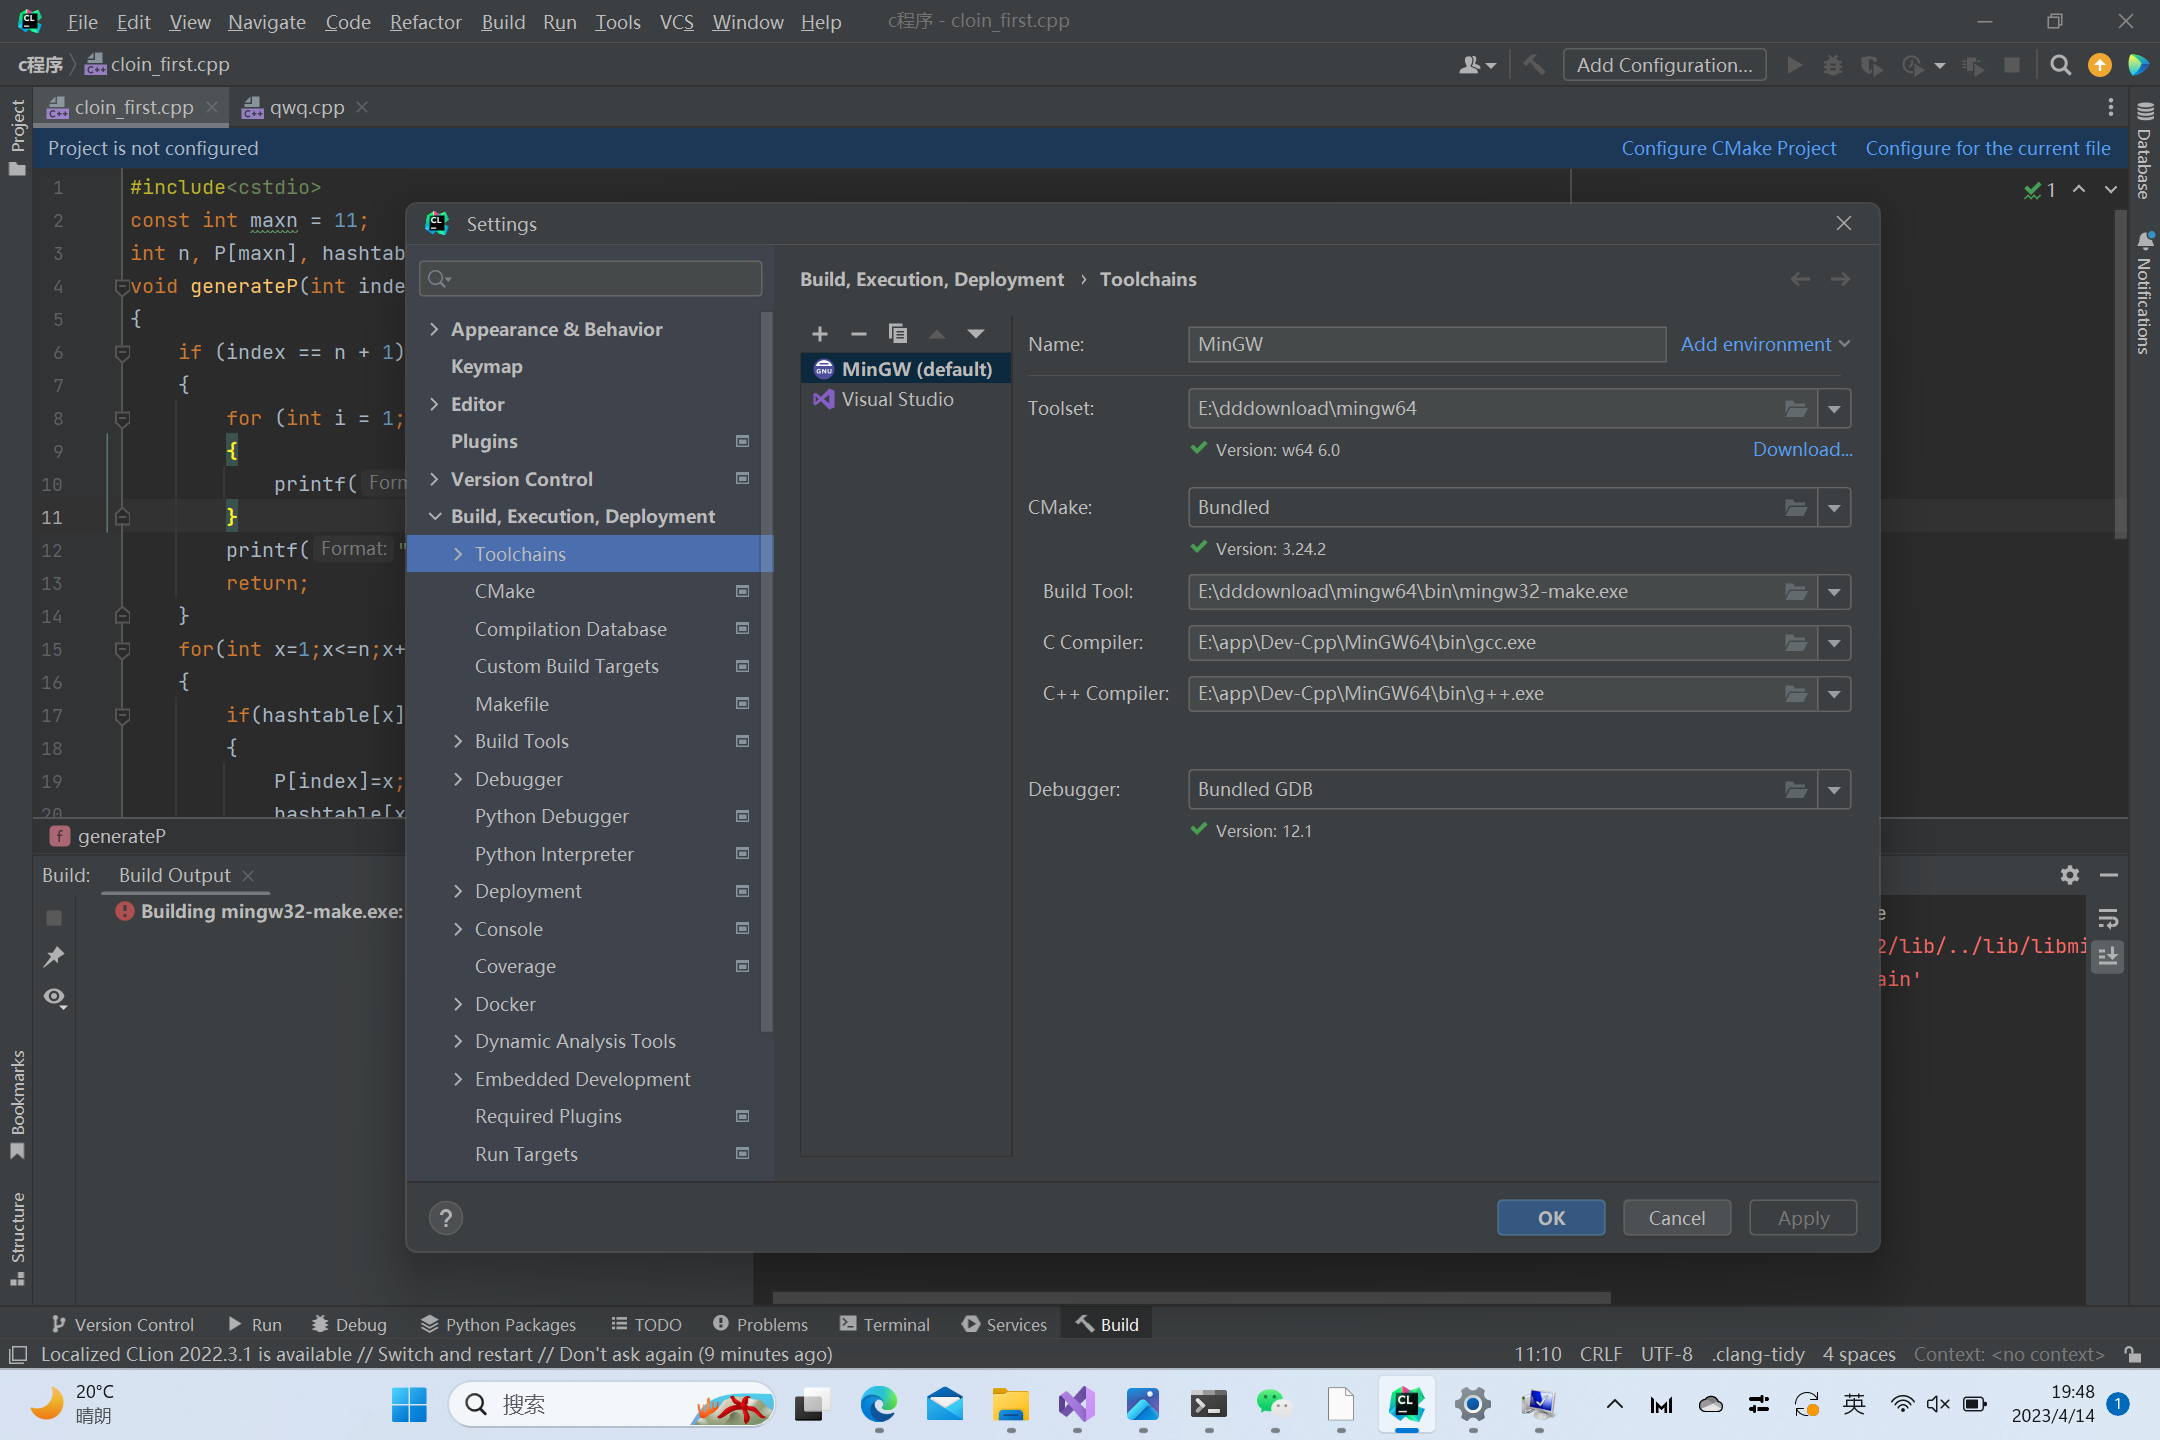 File Edit View Navigate Code Refactor Build Run Tools VCS Window Help c程序 - cloin_first.cpp
c程序 cloin_first.cpp Add Configuration...
cloin_first.cpp qwq.cpp
Project is not configured Configure CMake Project Configure for the current file
Project
Bookmarks
Structure
Database
Notifications
1 #include<cstdio>
2 const int maxn = 11;
3 int n, P[maxn], hashtab
4 void generateP(int inde
5 {
6 if (index == n + 1)
7 {
8 for (int i = 1;
9 {
10 printf( Forn
11 }
12 printf( Format: "
13 return;
14 }
15 for(int x=1;x<=n;x+
16 {
17 if(hashtable[x]
18 {
19 P[index]=x;
20 hashtable[x
1
generateP
Settings
Appearance & Behavior
Keymap
Editor
Plugins
Version Control
Build, Execution, Deployment
Toolchains
CMake
Compilation Database
Custom Build Targets
Makefile
Build Tools
Debugger
Python Debugger
Python Interpreter
Deployment
Console
Coverage
Docker
Dynamic Analysis Tools
Embedded Development
Required Plugins
Run Targets
Build, Execution, Deployment › Toolchains
MinGW (default)
Visual Studio
Name: MinGW Add environment
Toolset: E:\dddownload\mingw64
Version: w64 6.0 Download...
CMake: Bundled
Version: 3.24.2
Build Tool: E:\dddownload\mingw64\bin\mingw32-make.exe
C Compiler: E:\app\Dev-Cpp\MinGW64\bin\gcc.exe
C++ Compiler: E:\app\Dev-Cpp\MinGW64\bin\g++.exe
Debugger: Bundled GDB
Version: 12.1
? OK Cancel Apply
Build: Build Output
Building mingw32-make.exe:
e
2/lib/../lib/libmi
ain'
Version Control Run Debug Python Packages TODO Problems Terminal Services Build
Localized CLion 2022.3.1 is available // Switch and restart // Don't ask again (9 minutes ago) 11:10 CRLF UTF-8 .clang-tidy 4 spaces Context: <no context>
20°C
晴朗
搜索
英
19:48
2023/4/14
1